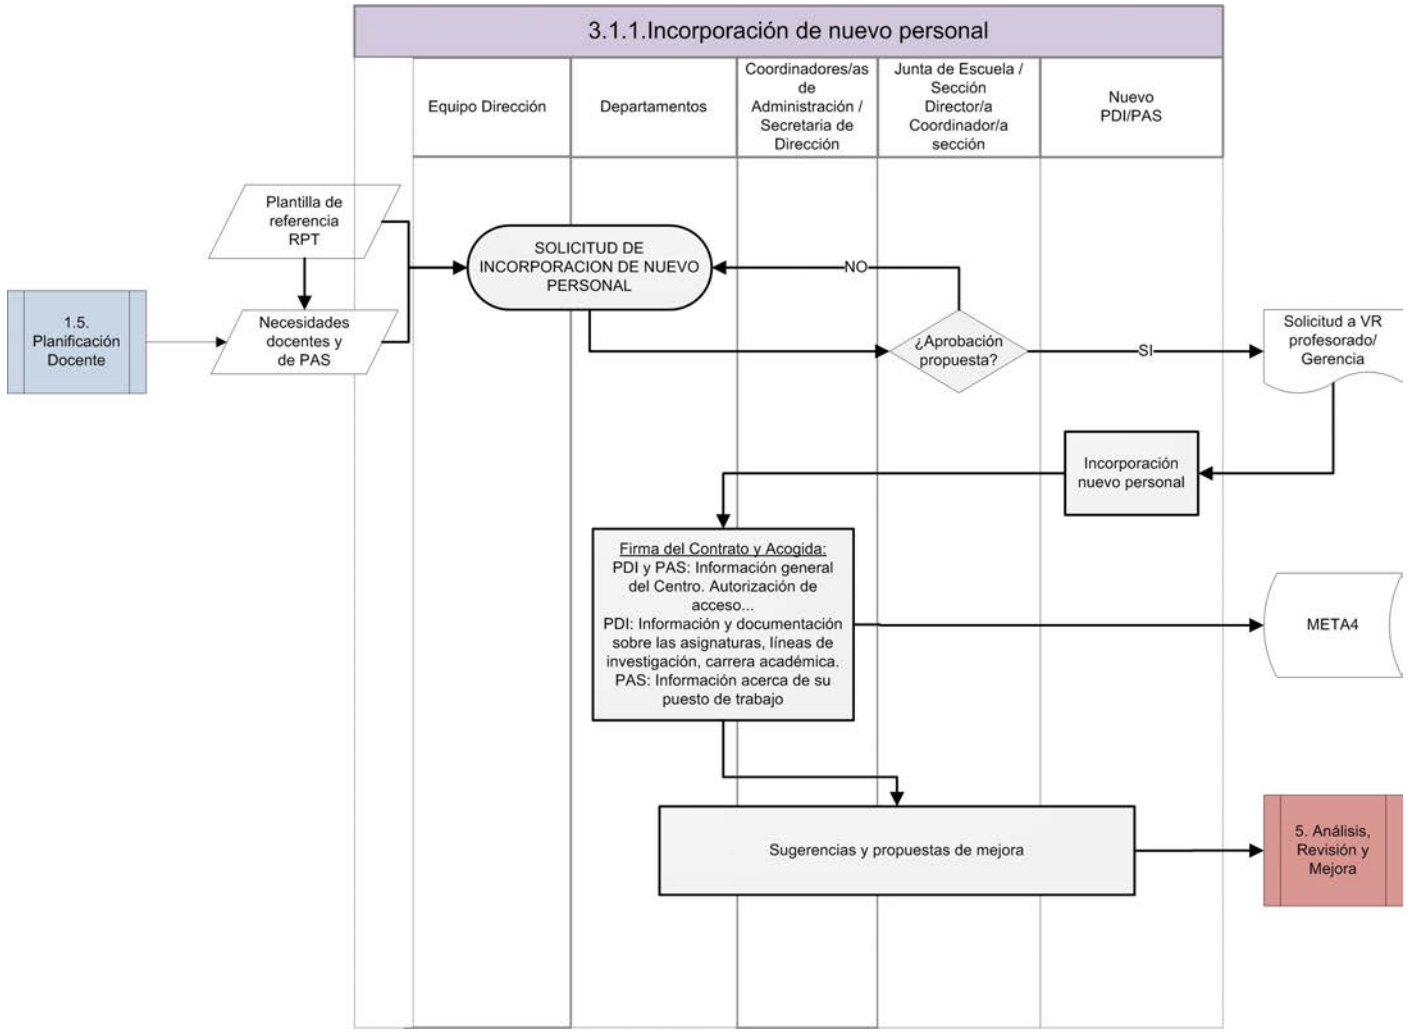 3.1.1.Incorporación de nuevo personal
Equipo Dirección
Departamentos
Coordinadores/as
de
Administración /
Secretaria de
Dirección
Junta de Escuela /
Sección
Director/a
Coordinador/a
sección
Nuevo
PDI/PAS
Plantilla de
referencia
RPT
SOLICITUD DE
INCORPORACION DE NUEVO
PERSONAL
NO
1.5.
Planificación
Docente
Necesidades
docentes y
de PAS
¿Aprobación
propuesta?
SI
Solicitud a VR
profesorado/
Gerencia
Incorporación
nuevo personal
Firma del Contrato y Acogida:
PDI y PAS: Información general
del Centro. Autorización de
acceso...
PDI: Información y documentación
sobre las asignaturas, líneas de
investigación, carrera académica.
PAS: Información acerca de su
puesto de trabajo
META4
Sugerencias y propuestas de mejora
5. Análisis,
Revisión y
Mejora